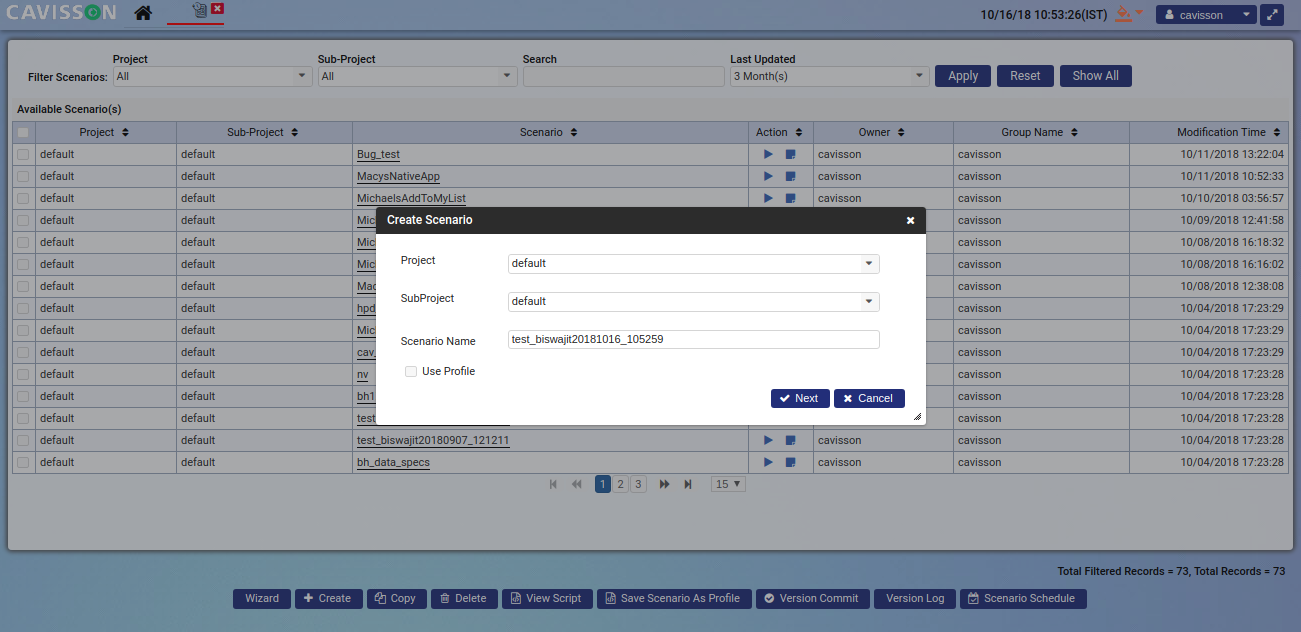 CAVISSON
10/16/18 10:53:26(IST)
cavisson
Filter Scenarios:
Project
All
Sub-Project
All
Search
Last Updated
3 Month(s)
Apply
Reset
Show All
Available Scenario(s)
Project Sub-Project Scenario Action Owner Group Name Modification Time
default default Bug_test cavisson cavisson 10/11/2018 13:22:04
default default MacysNativeApp cavisson cavisson 10/11/2018 10:52:33
default default MichaelsAddToMyList cavisson cavisson 10/10/2018 03:56:57
default default Mic cavisson 10/09/2018 12:41:58
default default Mic cavisson 10/08/2018 16:18:32
default default Mic cavisson 10/08/2018 16:16:02
default default Mac cavisson 10/08/2018 12:38:08
default default hpd cavisson 10/04/2018 17:23:29
default default Mic cavisson 10/04/2018 17:23:29
default default cav_ cavisson 10/04/2018 17:23:29
default default nv cavisson 10/04/2018 17:23:28
default default bh1 cavisson 10/04/2018 17:23:28
default default test cavisson 10/04/2018 17:23:28
default default test_biswajit20180907_121211 cavisson cavisson 10/04/2018 17:23:28
default default bh_data_specs cavisson cavisson 10/04/2018 17:23:28
Create Scenario
Project default
SubProject default
Scenario Name test_biswajit20181016_105259
Use Profile
Next Cancel
1 2 3 15
Total Filtered Records = 73, Total Records = 73
Wizard Create Copy Delete View Script Save Scenario As Profile Version Commit Version Log Scenario Schedule